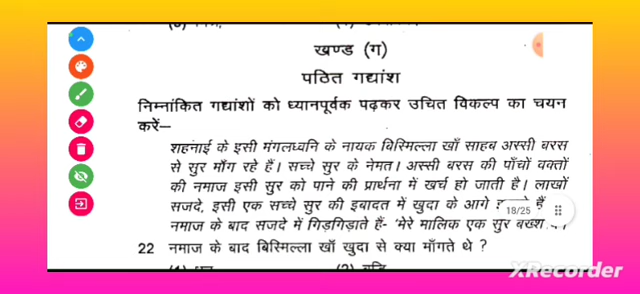 खण्ड (ग)
पठित गद्यांश
निम्नांकित गद्यांशों को ध्यानपूर्वक पढ़कर उचित विकल्प का चयन
करें—
शहनाई के इसी मंगलध्वनि के नायक बिस्मिल्ला खाँ साहब अस्सी बरस
से सुर माँग रहे हैं। सच्चे सुर के नेमत। अस्सी बरस की पाँचों वक्तों
की नमाज इसी सुर को पाने की प्रार्थना में खर्च हो जाती है। लाखों
सजदे, इसी एक सच्चे सुर की इबादत में खुदा के आगे हैं
18/25
नमाज के बाद सजदे में गिड़गिड़ाते हैं- 'मेरे मालिक एक सुर बख्श
22 नमाज के बाद बिस्मिल्ला खाँ खुदा से क्या माँगते थे ?
XRecorder